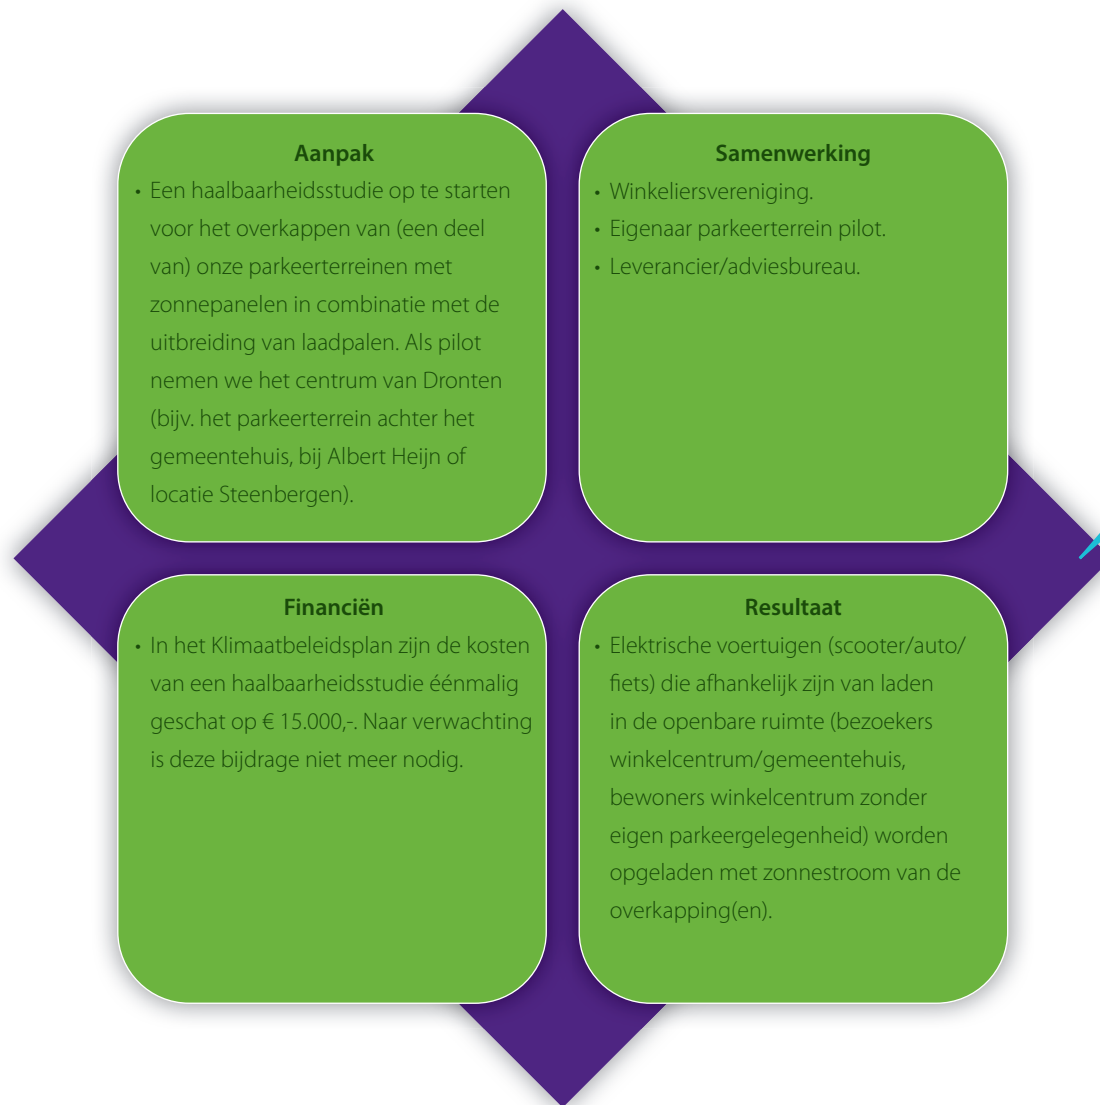 Aanpak
• Een haalbaarheidsstudie op te starten
voor het overkappen van (een deel
van) onze parkeerterreinen met
zonnepanelen in combinatie met de
uitbreiding van laadpalen. Als pilot
nemen we het centrum van Dronten
(bijv. het parkeerterrein achter het
gemeentehuis, bij Albert Heijn of
locatie Steenbergen).
Samenwerking
• Winkeliersvereniging.
• Eigenaar parkeerterrein pilot.
• Leverancier/adviesbureau.
Financiën
• In het Klimaatbeleidsplan zijn de kosten
van een haalbaarheidsstudie éénmalig
geschat op € 15.000,-. Naar verwachting
is deze bijdrage niet meer nodig.
Resultaat
• Elektrische voertuigen (scooter/auto/
fiets) die afhankelijk zijn van laden
in de openbare ruimte (bezoekers
winkelcentrum/gemeentehuis,
bewoners winkelcentrum zonder
eigen parkeergelegenheid) worden
opgeladen met zonnestroom van de
overkapping(en).